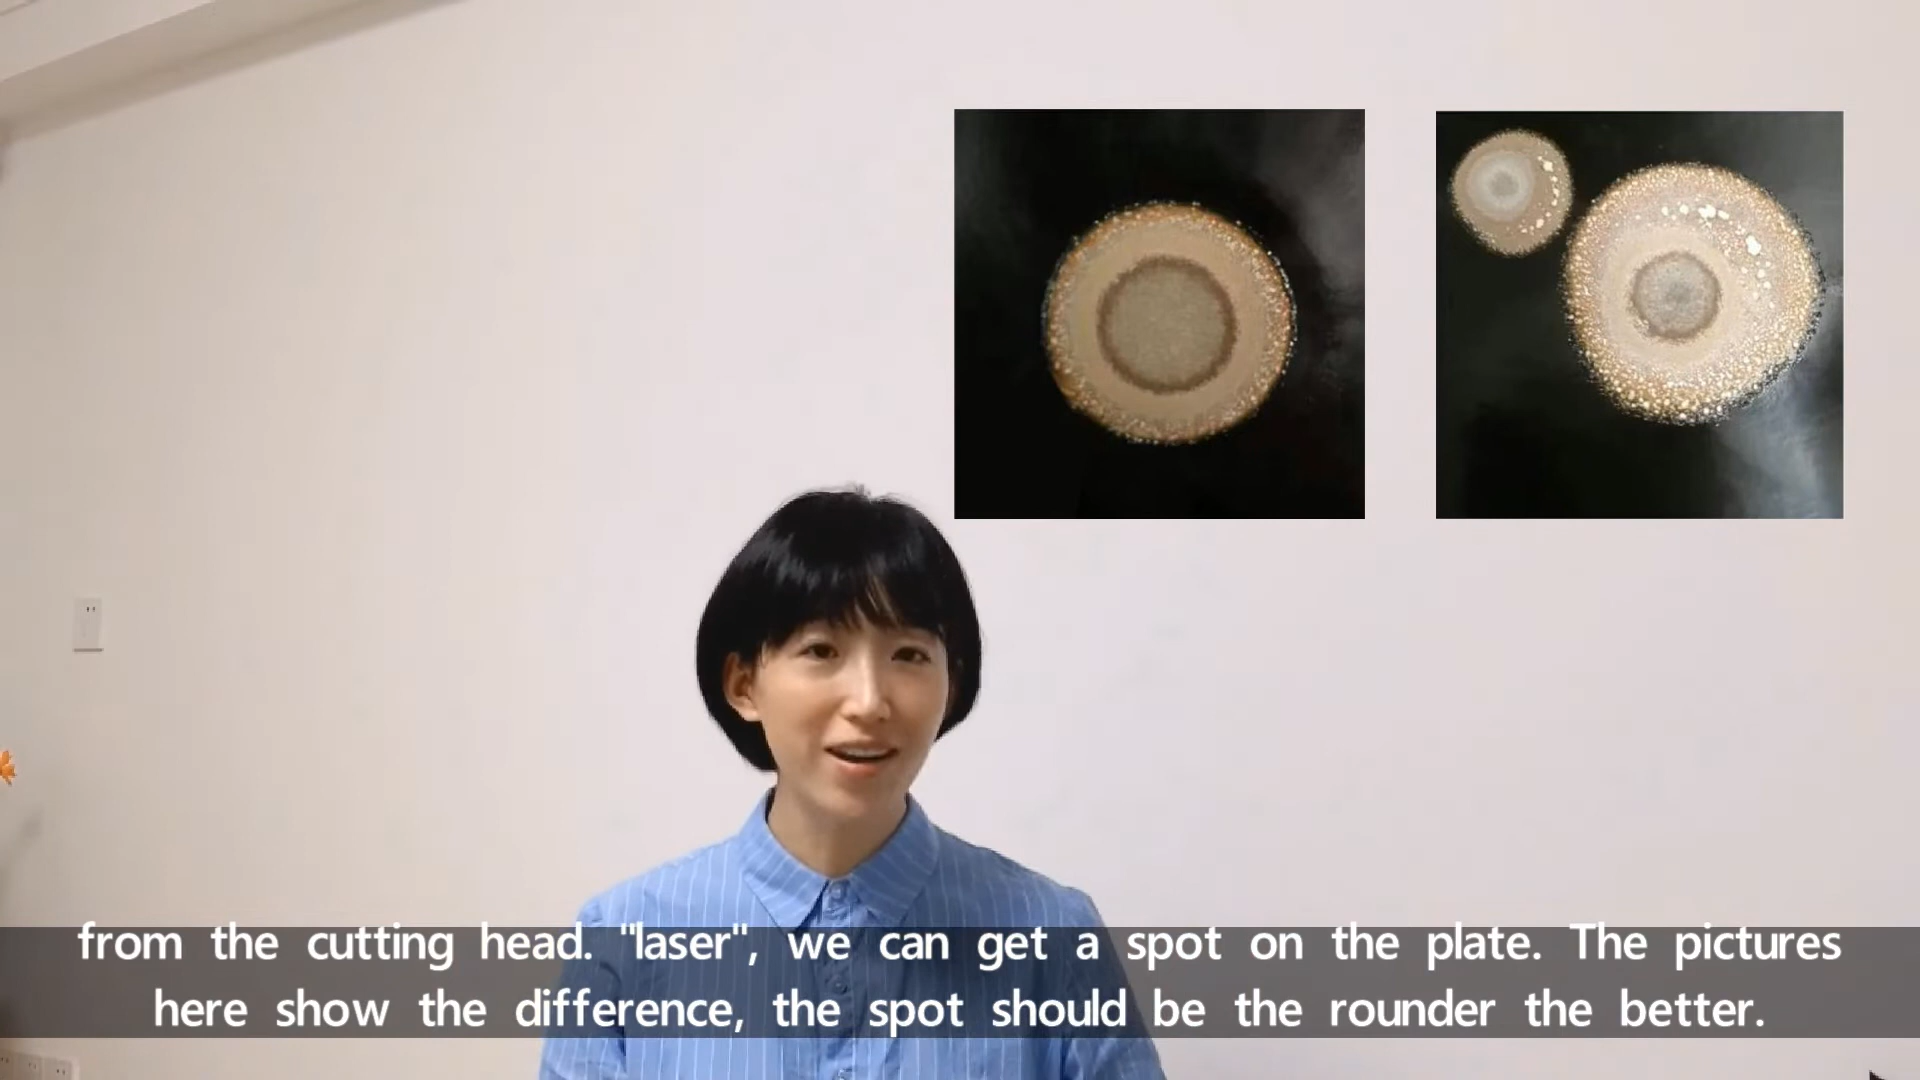 from the cutting head. "laser", we can get a spot on the plate. The pictures
here show the difference, the spot should be the rounder the better.